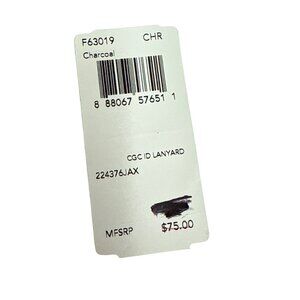 F63019 CHR
Charcoal
8 88067 57651 1
CGC ID LANYARD
224376JAX
MFSRP $75.00